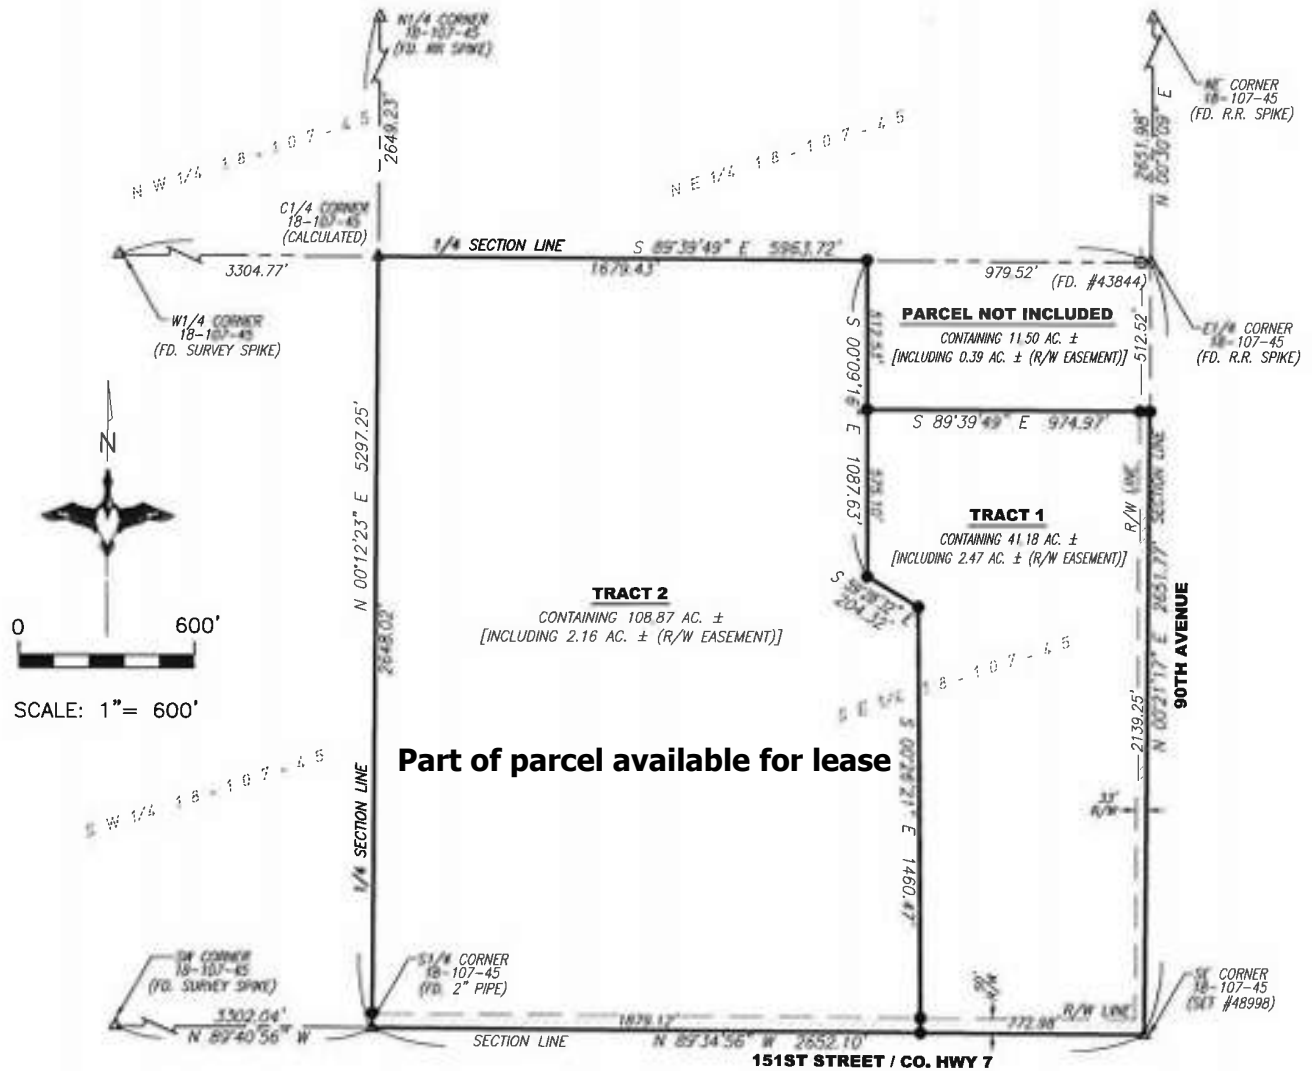 N1/4 CORNER
18-107-45
(FD. RR SPIKE)
NE CORNER
18-107-45
(FD. R.R. SPIKE)
2649.23'
2651.98'
N 00°30'09" E
N W 1/4 18-107-45
N E 1/4 18-107-45
C1/4 CORNER
18-107-45
(CALCULATED)
1/4 SECTION LINE
S 89°39'49" E 5963.72'
3304.77'
1679.43'
979.52'
(FD. #43844)
W1/4 CORNER
18-107-45
(FD. SURVEY SPIKE)
PARCEL NOT INCLUDED
CONTAINING 11.50 AC. ±
[INCLUDING 0.39 AC. ± (R/W EASEMENT)]
512.52'
E1/4 CORNER
18-107-45
(FD. R.R. SPIKE)
S 00°09'16" E 1087.63'
S 89°39'49" E 974.97'
N
N 00°12'23" E 5297.25'
2648.02'
R/W LINE
SECTION LINE
TRACT 1
CONTAINING 41.18 AC. ±
[INCLUDING 2.47 AC. ± (R/W EASEMENT)]
TRACT 2
CONTAINING 108.87 AC. ±
[INCLUDING 2.16 AC. ± (R/W EASEMENT)]
204.32'
0 600'
SCALE: 1"= 600'
S E 1/4 18-107-45
90TH AVENUE
N 00°21'17" E 2651.77'
2139.25'
S W 1/4 18-107-45
Part of parcel available for lease
S 00°26'21" E 1460.47'
33'
R/W
1/4 SECTION LINE
SW CORNER
18-107-45
(FD. SURVEY SPIKE)
S1/4 CORNER
18-107-45
(FD. 2" PIPE)
SE CORNER
18-107-45
(SET #48998)
R/W
R/W LINE
3302.04'
N 89°40'56" W
1879.12'
772.98'
SECTION LINE
N 89°34'56" W 2652.10'
151ST STREET / CO. HWY 7